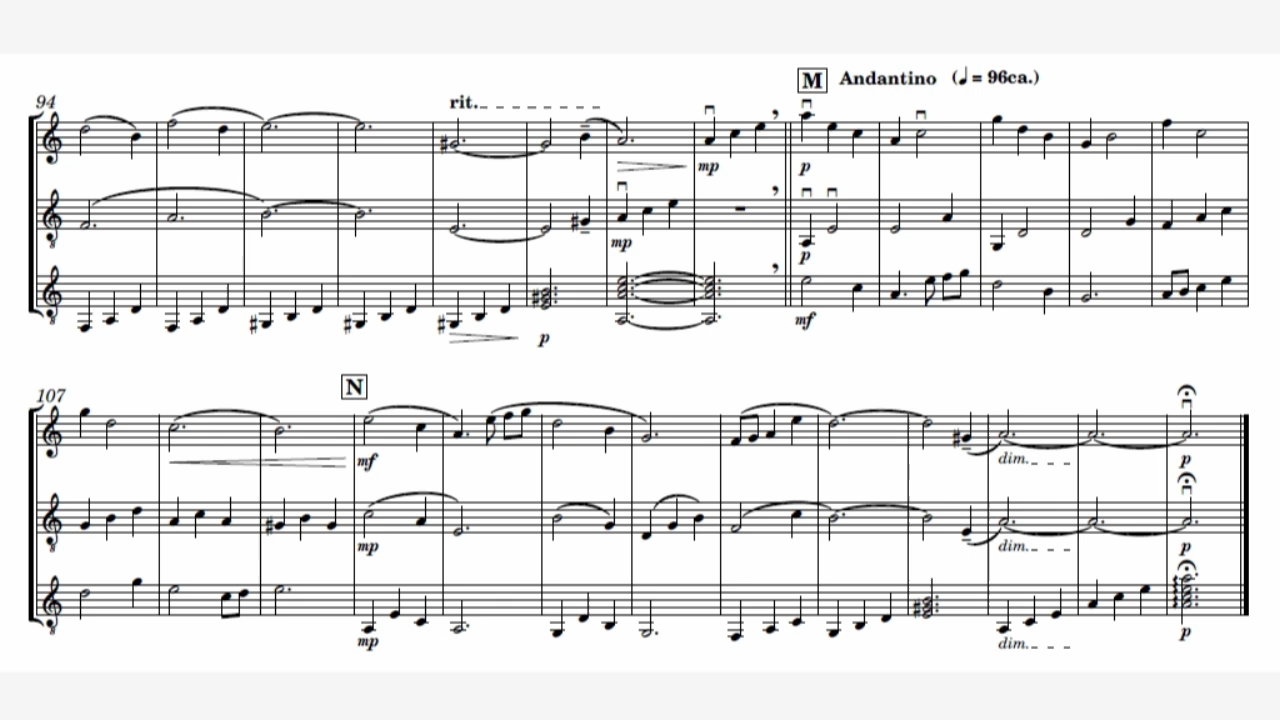 M Andantino (♩ = 96ca.)
94
rit.
mp p
mp p
p mf
107
N
mf dim. p
mp dim. p
mp dim. p